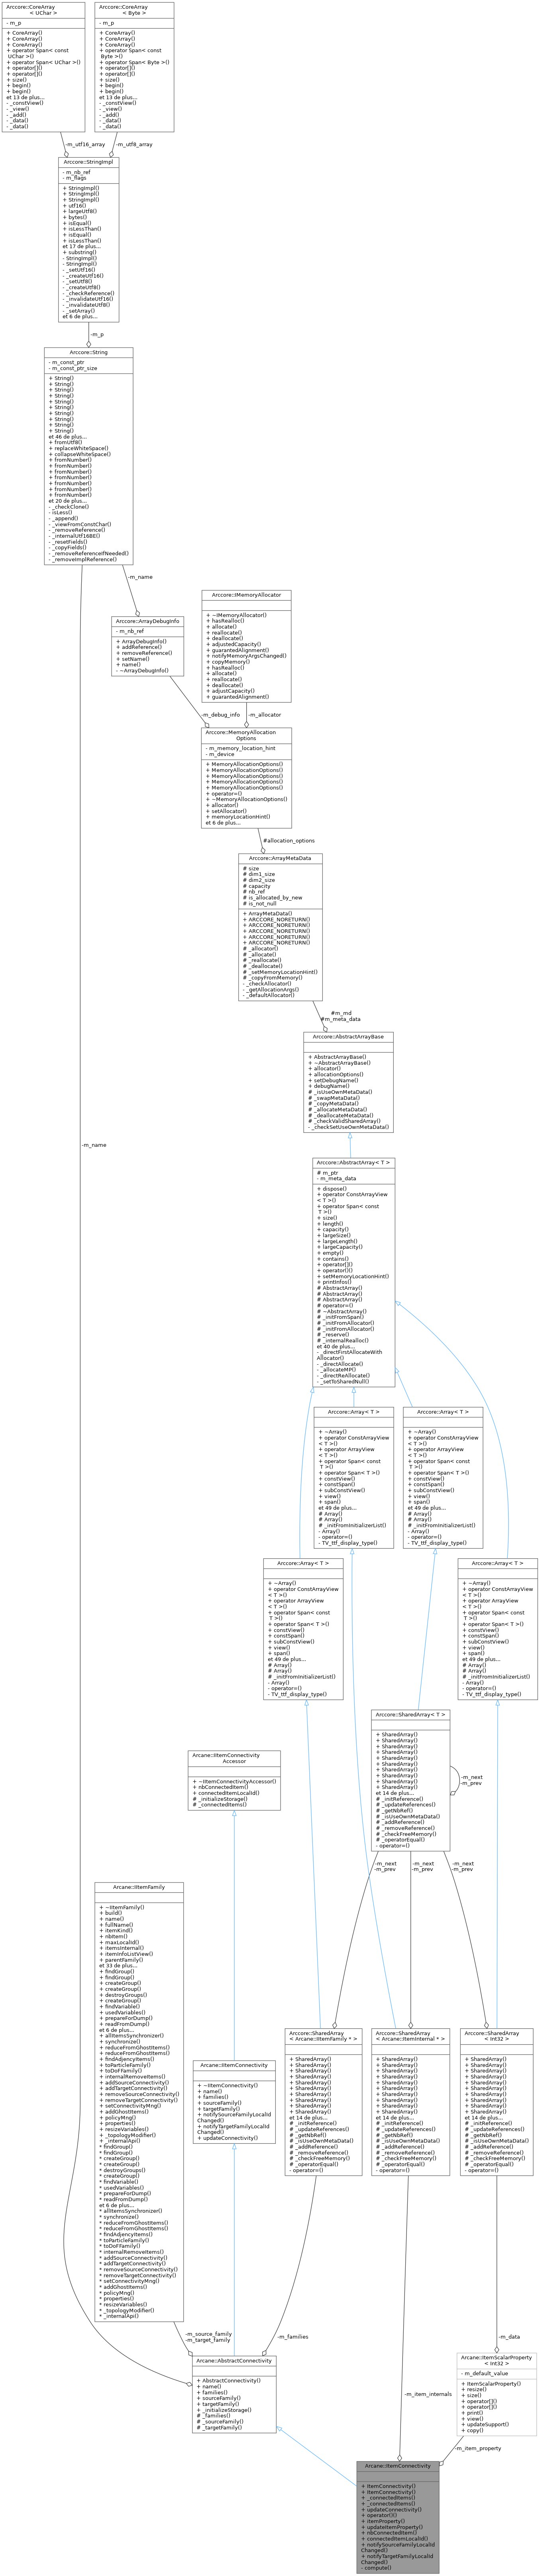 Arccore::CoreArray
< UChar >
- m_p
+ CoreArray()
+ CoreArray()
+ CoreArray()
+ operator Span< const
UChar >()
+ operator Span< UChar >()
+ operator[]()
+ operator[]()
+ size()
+ begin()
+ begin()
et 13 de plus...
- _constView()
- _view()
- _add()
- _data()
- _data()
Arccore::CoreArray
< Byte >
- m_p
+ CoreArray()
+ CoreArray()
+ CoreArray()
+ operator Span< const
Byte >()
+ operator Span< Byte >()
+ operator[]()
+ operator[]()
+ size()
+ begin()
+ begin()
et 13 de plus...
- _constView()
- _view()
- _add()
- _data()
- _data()
-m_utf16_array
-m_utf8_array
Arccore::StringImpl
- m_nb_ref
- m_flags
+ StringImpl()
+ StringImpl()
+ StringImpl()
+ utf16()
+ largeUtf8()
+ bytes()
+ isEqual()
+ isLessThan()
+ isEqual()
+ isLessThan()
et 17 de plus...
+ substring()
- StringImpl()
- StringImpl()
- _setUtf16()
- _createUtf16()
- _setUtf8()
- _createUtf8()
- _checkReference()
- _invalidateUtf16()
- _invalidateUtf8()
- _setArray()
et 6 de plus...
-m_p
Arccore::String
- m_const_ptr
- m_const_ptr_size
+ String()
+ String()
+ String()
+ String()
+ String()
+ String()
+ String()
+ String()
+ String()
+ String()
et 46 de plus...
+ fromUtf8()
+ replaceWhiteSpace()
+ collapseWhiteSpace()
+ fromNumber()
+ fromNumber()
+ fromNumber()
+ fromNumber()
+ fromNumber()
+ fromNumber()
+ fromNumber()
et 20 de plus...
- _checkClone()
- isLess()
- _append()
- _viewFromConstChar()
- _removeReference()
- _internalUtf16BE()
- _resetFields()
- _copyFields()
- _removeReferenceIfNeeded()
- _removeImplReference()
-m_name
Arccore::ArrayDebugInfo
- m_nb_ref
+ ArrayDebugInfo()
+ addReference()
+ removeReference()
+ setName()
+ name()
- ~ArrayDebugInfo()
Arccore::IMemoryAllocator
+ ~IMemoryAllocator()
+ hasRealloc()
+ allocate()
+ reallocate()
+ deallocate()
+ adjustedCapacity()
+ guarantedAlignment()
+ notifyMemoryArgsChanged()
+ copyMemory()
+ hasRealloc()
+ allocate()
+ reallocate()
+ deallocate()
+ adjustCapacity()
+ guarantedAlignment()
-m_debug_info
-m_allocator
Arccore::MemoryAllocation
Options
- m_memory_location_hint
- m_device
+ MemoryAllocationOptions()
+ MemoryAllocationOptions()
+ MemoryAllocationOptions()
+ MemoryAllocationOptions()
+ MemoryAllocationOptions()
+ operator=()
+ ~MemoryAllocationOptions()
+ allocator()
+ setAllocator()
+ memoryLocationHint()
et 6 de plus...
#allocation_options
Arccore::ArrayMetaData
# size
# dim1_size
# dim2_size
# capacity
# nb_ref
# is_allocated_by_new
# is_not_null
+ ArrayMetaData()
+ ARCCORE_NORETURN()
+ ARCCORE_NORETURN()
+ ARCCORE_NORETURN()
+ ARCCORE_NORETURN()
+ ARCCORE_NORETURN()
# _allocator()
# _allocate()
# _reallocate()
# _deallocate()
# _setMemoryLocationHint()
# _copyFromMemory()
- _checkAllocator()
- _getAllocationArgs()
- _defaultAllocator()
#m_md
#m_meta_data
Arccore::AbstractArrayBase
+ AbstractArrayBase()
+ ~AbstractArrayBase()
+ allocator()
+ allocationOptions()
+ setDebugName()
+ debugName()
# _isUseOwnMetaData()
# _swapMetaData()
# _copyMetaData()
# _allocateMetaData()
# _deallocateMetaData()
# _checkValidSharedArray()
- _checkSetUseOwnMetaData()
-m_name
Arccore::AbstractArray< T >
# m_ptr
- m_meta_data
+ dispose()
+ operator ConstArrayView
< T >()
+ operator Span< const
T >()
+ size()
+ length()
+ capacity()
+ largeSize()
+ largeLength()
+ largeCapacity()
+ empty()
+ contains()
+ operator[]()
+ operator()()
+ setMemoryLocationHint()
+ printInfos()
# AbstractArray()
# AbstractArray()
# AbstractArray()
# operator=()
# ~AbstractArray()
# _initFromSpan()
# _initFromAllocator()
# _initFromAllocator()
# _reserve()
# _internalRealloc()
et 40 de plus...
- _directFirstAllocateWith
Allocator()
- _directAllocate()
- _allocateMP()
- _directReAllocate()
- _setToSharedNull()
Arccore::Array< T >
+ ~Array()
+ operator ConstArrayView
< T >()
+ operator ArrayView
< T >()
+ operator Span< const
T >()
+ operator Span< T >()
+ constView()
+ constSpan()
+ subConstView()
+ view()
+ span()
et 49 de plus...
# Array()
# Array()
# _initFromInitializerList()
- Array()
- operator=()
- TV_ttf_display_type()
Arccore::Array< T >
+ ~Array()
+ operator ConstArrayView
< T >()
+ operator ArrayView
< T >()
+ operator Span< const
T >()
+ operator Span< T >()
+ constView()
+ constSpan()
+ subConstView()
+ view()
+ span()
et 49 de plus...
# Array()
# Array()
# _initFromInitializerList()
- Array()
- operator=()
- TV_ttf_display_type()
Arccore::Array< T >
+ ~Array()
+ operator ConstArrayView
< T >()
+ operator ArrayView
< T >()
+ operator Span< const
T >()
+ operator Span< T >()
+ constView()
+ constSpan()
+ subConstView()
+ view()
+ span()
et 49 de plus...
# Array()
# Array()
# _initFromInitializerList()
- Array()
- operator=()
- TV_ttf_display_type()
Arccore::Array< T >
+ ~Array()
+ operator ConstArrayView
< T >()
+ operator ArrayView
< T >()
+ operator Span< const
T >()
+ operator Span< T >()
+ constView()
+ constSpan()
+ subConstView()
+ view()
+ span()
et 49 de plus...
# Array()
# Array()
# _initFromInitializerList()
- Array()
- operator=()
- TV_ttf_display_type()
Arccore::SharedArray< T >
+ SharedArray()
+ SharedArray()
+ SharedArray()
+ SharedArray()
+ SharedArray()
+ SharedArray()
+ SharedArray()
+ SharedArray()
+ SharedArray()
+ SharedArray()
et 14 de plus...
# _initReference()
# _updateReferences()
# _getNbRef()
# _isUseOwnMetaData()
# _addReference()
# _removeReference()
# _checkFreeMemory()
# _operatorEqual()
- operator=()
-m_next
-m_prev
Arcane::IItemConnectivity
Accessor
+ ~IItemConnectivityAccessor()
+ nbConnectedItem()
+ connectedItemLocalId()
# _initializeStorage()
# _connectedItems()
-m_next
-m_prev
-m_next
-m_prev
-m_next
-m_prev
Arcane::IItemFamily
+ ~IItemFamily()
+ build()
+ name()
+ fullName()
+ itemKind()
+ nbItem()
+ maxLocalId()
+ itemsInternal()
+ itemInfoListView()
+ parentFamily()
et 33 de plus...
+ findGroup()
+ findGroup()
+ createGroup()
+ createGroup()
+ destroyGroups()
+ createGroup()
+ findVariable()
+ usedVariables()
+ prepareForDump()
+ readFromDump()
et 6 de plus...
+ allItemsSynchronizer()
+ synchronize()
+ reduceFromGhostItems()
+ reduceFromGhostItems()
+ findAdjencyItems()
+ toParticleFamily()
+ toDoFFamily()
+ internalRemoveItems()
+ addSourceConnectivity()
+ addTargetConnectivity()
+ removeSourceConnectivity()
+ removeTargetConnectivity()
+ setConnectivityMng()
+ addGhostItems()
+ policyMng()
+ properties()
+ resizeVariables()
+ _topologyModifier()
+ _internalApi()
* findGroup()
* findGroup()
* createGroup()
* createGroup()
* destroyGroups()
* createGroup()
* findVariable()
* usedVariables()
* prepareForDump()
* readFromDump()
et 6 de plus...
* allItemsSynchronizer()
* synchronize()
* reduceFromGhostItems()
* reduceFromGhostItems()
* findAdjencyItems()
* toParticleFamily()
* toDoFFamily()
* internalRemoveItems()
* addSourceConnectivity()
* addTargetConnectivity()
* removeSourceConnectivity()
* removeTargetConnectivity()
* setConnectivityMng()
* addGhostItems()
* policyMng()
* properties()
* resizeVariables()
* _topologyModifier()
* _internalApi()
Arcane::IItemConnectivity
+ ~IItemConnectivity()
+ name()
+ families()
+ sourceFamily()
+ targetFamily()
+ notifySourceFamilyLocalId
Changed()
+ notifyTargetFamilyLocalId
Changed()
+ updateConnectivity()
Arccore::SharedArray
< Arcane::IItemFamily * >
+ SharedArray()
+ SharedArray()
+ SharedArray()
+ SharedArray()
+ SharedArray()
+ SharedArray()
+ SharedArray()
+ SharedArray()
+ SharedArray()
+ SharedArray()
et 14 de plus...
# _initReference()
# _updateReferences()
# _getNbRef()
# _isUseOwnMetaData()
# _addReference()
# _removeReference()
# _checkFreeMemory()
# _operatorEqual()
- operator=()
Arccore::SharedArray
< Arcane::ItemInternal * >
+ SharedArray()
+ SharedArray()
+ SharedArray()
+ SharedArray()
+ SharedArray()
+ SharedArray()
+ SharedArray()
+ SharedArray()
+ SharedArray()
+ SharedArray()
et 14 de plus...
# _initReference()
# _updateReferences()
# _getNbRef()
# _isUseOwnMetaData()
# _addReference()
# _removeReference()
# _checkFreeMemory()
# _operatorEqual()
- operator=()
Arccore::SharedArray
< Int32 >
+ SharedArray()
+ SharedArray()
+ SharedArray()
+ SharedArray()
+ SharedArray()
+ SharedArray()
+ SharedArray()
+ SharedArray()
+ SharedArray()
+ SharedArray()
et 14 de plus...
# _initReference()
# _updateReferences()
# _getNbRef()
# _isUseOwnMetaData()
# _addReference()
# _removeReference()
# _checkFreeMemory()
# _operatorEqual()
- operator=()
-m_source_family
-m_target_family
-m_families
-m_data
Arcane::AbstractConnectivity
+ AbstractConnectivity()
+ name()
+ families()
+ sourceFamily()
+ targetFamily()
+ _initializeStorage()
# _families()
# _sourceFamily()
# _targetFamily()
-m_item_internals
Arcane::ItemScalarProperty
< Int32 >
- m_default_value
+ ItemScalarProperty()
+ resize()
+ size()
+ operator[]()
+ operator[]()
+ print()
+ view()
+ updateSupport()
+ copy()
-m_item_property
Arcane::ItemConnectivity
+ ItemConnectivity()
+ ItemConnectivity()
+ _connectedItems()
+ _connectedItems()
+ updateConnectivity()
+ operator()()
+ itemProperty()
+ updateItemProperty()
+ nbConnectedItem()
+ connectedItemLocalId()
+ notifySourceFamilyLocalId
Changed()
+ notifyTargetFamilyLocalId
Changed()
- compute()